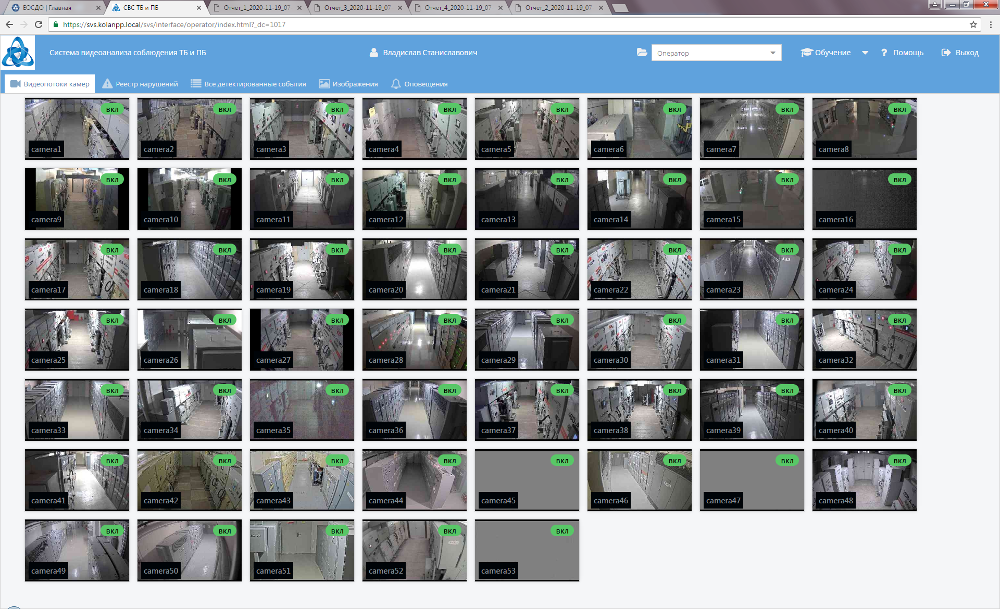 ЕОСДО | Главная
СВС ТБ и ПБ
Отчет_1_2020-11-19_07-
Отчет_3_2020-11-19_07-
Отчет_4_2020-11-19_07-
Отчет_2_2020-11-19_07-
https://svs.kolanpp.local/svs/interface/operator/index.html?_dc=1017
Система видеоанализа соблюдения ТБ и ПБ
Владислав Станиславович
Оператор
Обучение
? Помощь
Выход
Видеопотоки камер
Реестр нарушений
Все детектированные события
Изображения
Оповещения
ВКЛ
camera1
ВКЛ
camera2
ВКЛ
camera3
ВКЛ
camera4
ВКЛ
camera5
ВКЛ
camera6
ВКЛ
camera7
ВКЛ
camera8
ВКЛ
camera9
ВКЛ
camera10
ВКЛ
camera11
ВКЛ
camera12
ВКЛ
camera13
ВКЛ
camera14
ВКЛ
camera15
ВКЛ
camera16
ВКЛ
camera17
ВКЛ
camera18
ВКЛ
camera19
ВКЛ
camera20
ВКЛ
camera21
ВКЛ
camera22
ВКЛ
camera23
ВКЛ
camera24
ВКЛ
camera25
ВКЛ
camera26
ВКЛ
camera27
ВКЛ
camera28
ВКЛ
camera29
ВКЛ
camera30
ВКЛ
camera31
ВКЛ
camera32
ВКЛ
camera33
ВКЛ
camera34
ВКЛ
camera35
ВКЛ
camera36
ВКЛ
camera37
ВКЛ
camera38
ВКЛ
camera39
ВКЛ
camera40
ВКЛ
camera41
ВКЛ
camera42
ВКЛ
camera43
ВКЛ
camera44
ВКЛ
camera45
ВКЛ
camera46
ВКЛ
camera47
ВКЛ
camera48
ВКЛ
camera49
ВКЛ
camera50
ВКЛ
camera51
ВКЛ
camera52
ВКЛ
camera53